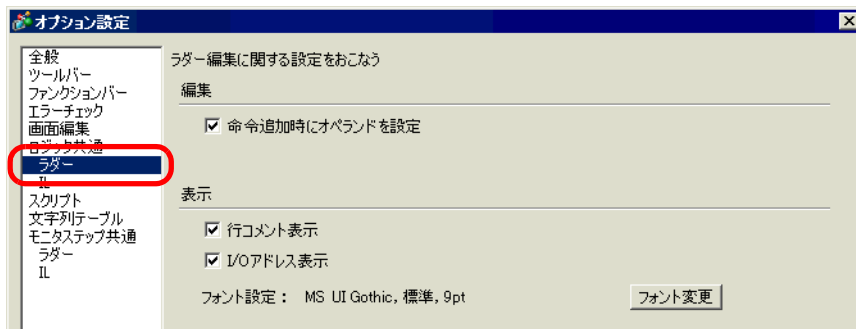 オプション設定
全般
ツールバー
ファンクションバー
エラーチェック
画面編集
ロジック共通
ラダー
IL
スクリプト
文字列テーブル
モニタステップ共通
ラダー
IL
ラダー編集に関する設定をおこなう
編集
命令追加時にオペランドを設定
表示
行コメント表示
I/Oアドレス表示
フォント設定： MS UI Gothic, 標準, 9pt
フォント変更